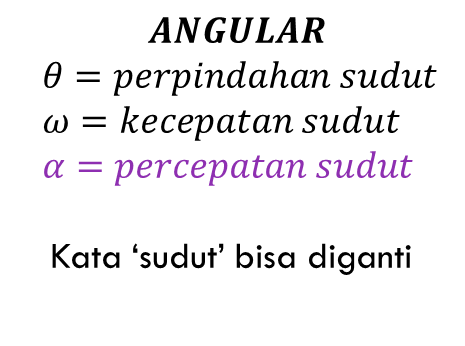 ANGULAR
θ = perpindahan sudut
ω = kecepatan sudut
α = percepatan sudut
Kata ‘sudut’ bisa diganti